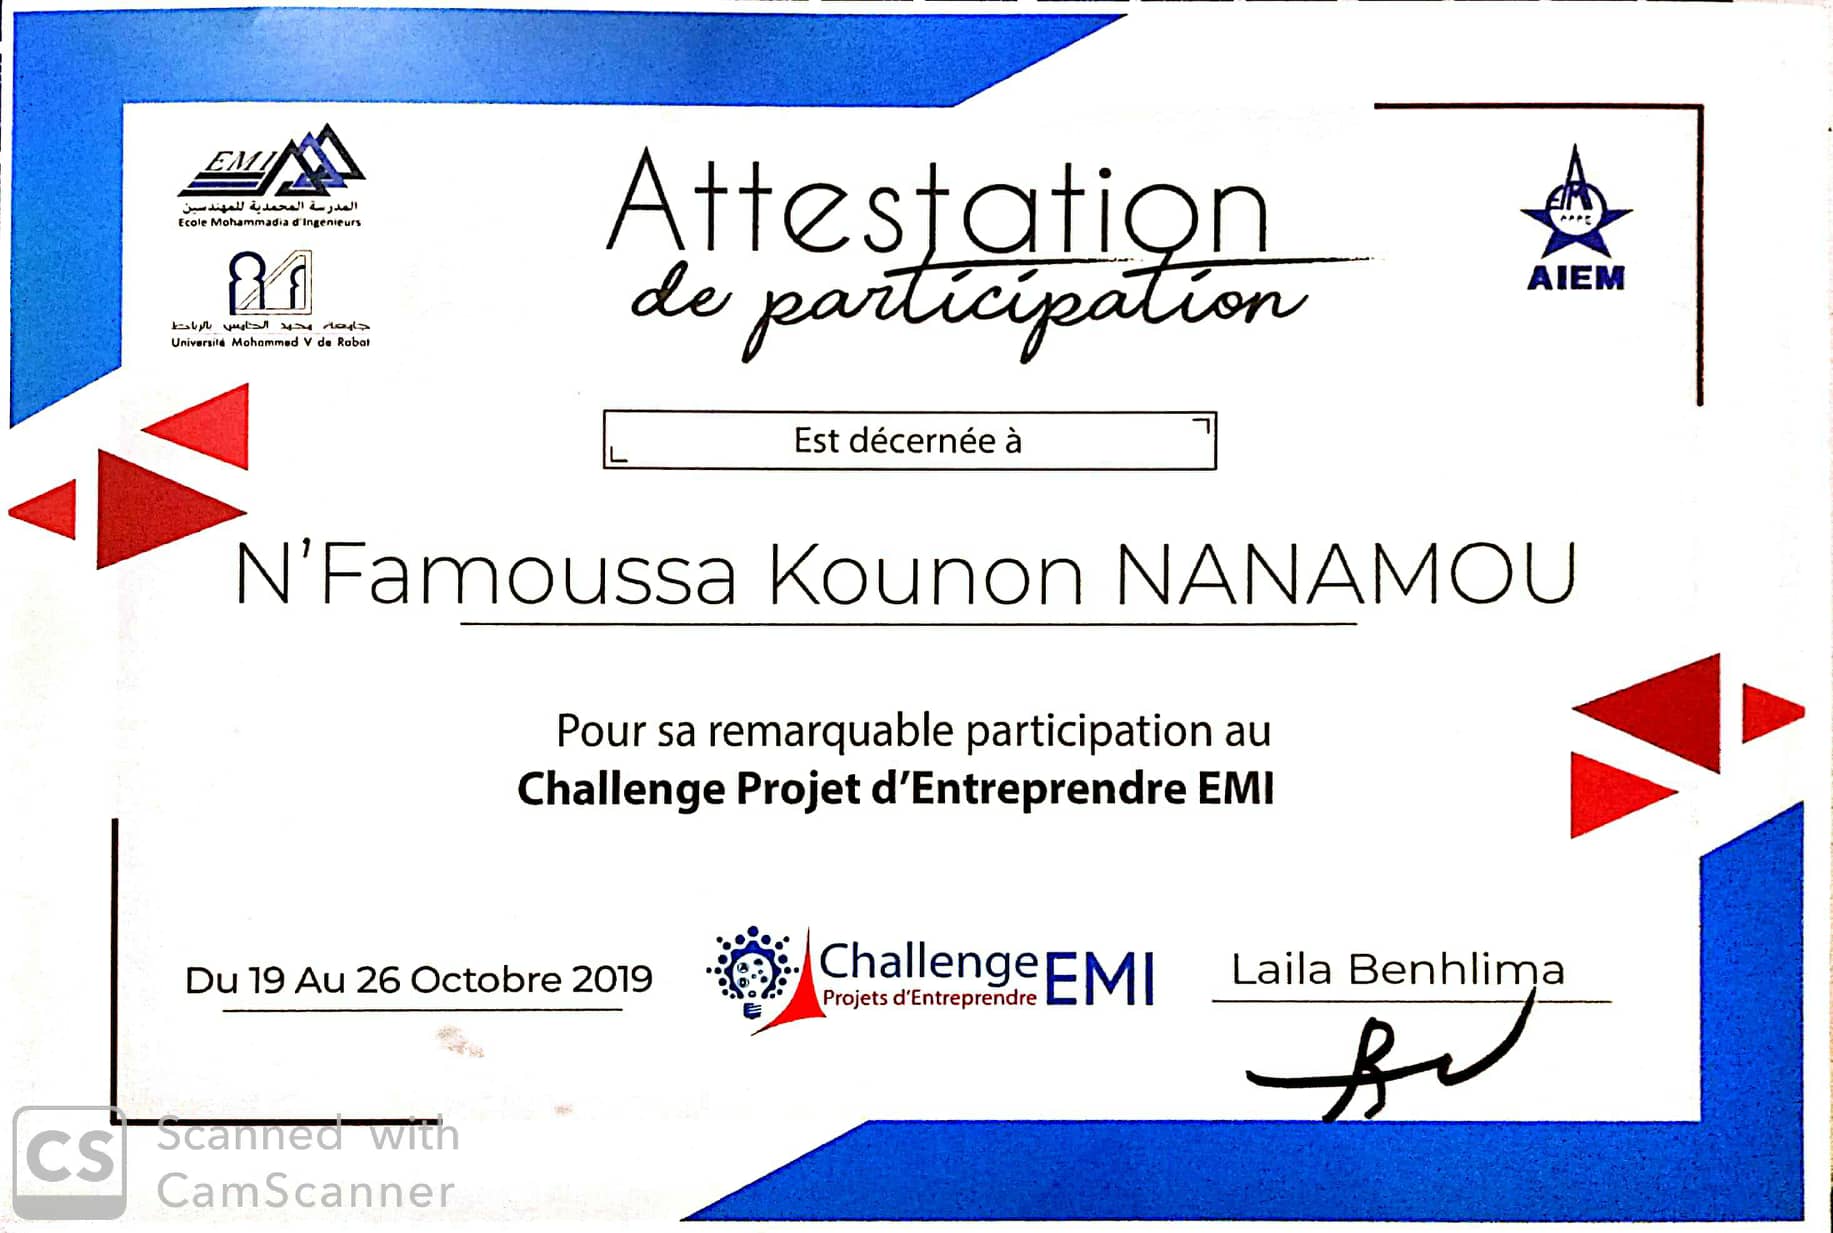 EMI
المدرسة المحمدية للمهندسين
Ecole Mohammadia d'Ingenieurs
جامعة محمد الخامس بالرباط
Université Mohammed V de Rabat
Attestation
de participation
AIEM
Est décernée à
N'Famoussa Kounon NANAMOU
Pour sa remarquable participation au
Challenge Projet d'Entreprendre EMI
Du 19 Au 26 Octobre 2019
Challenge EMI
Projets d'Entreprendre
Laila Benhlima
CS Scanned with
CamScanner